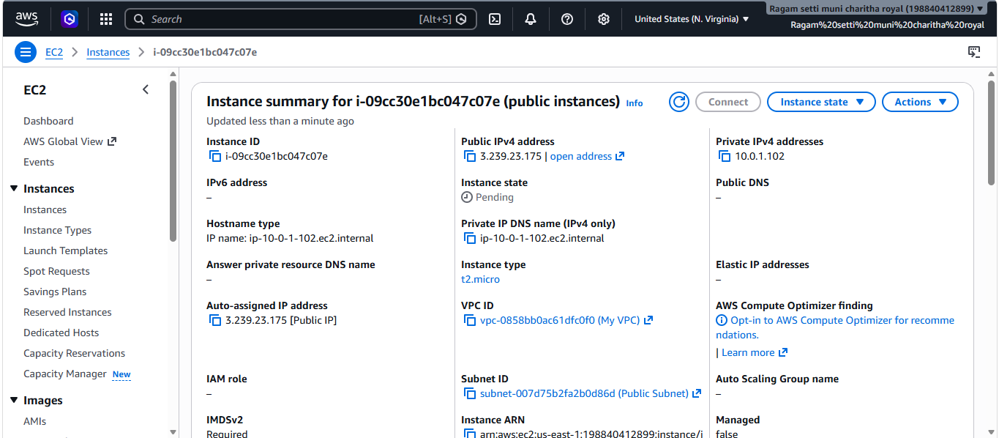 aws
Search
[Alt+S]
United States (N. Virginia)
Ragam setti muni charitha royal (198840412899)
Ragam%20setti%20muni%20charitha%20royal
EC2
Instances
i-09cc30e1bc047c07e
EC2
Dashboard
AWS Global View
Events
Instances
Instances
Instance Types
Launch Templates
Spot Requests
Savings Plans
Reserved Instances
Dedicated Hosts
Capacity Reservations
Capacity Manager New
Images
AMIs
Instance summary for i-09cc30e1bc047c07e (public instances) Info
Connect
Instance state
Actions
Updated less than a minute ago
Instance ID
i-09cc30e1bc047c07e
Public IPv4 address
3.239.23.175 | open address
Private IPv4 addresses
10.0.1.102
IPv6 address
–
Instance state
Pending
Public DNS
–
Hostname type
IP name: ip-10-0-1-102.ec2.internal
Private IP DNS name (IPv4 only)
ip-10-0-1-102.ec2.internal
Answer private resource DNS name
–
Instance type
t2.micro
Elastic IP addresses
–
Auto-assigned IP address
3.239.23.175 [Public IP]
VPC ID
vpc-0858bb0ac61dfc0f0 (My VPC)
AWS Compute Optimizer finding
Opt-in to AWS Compute Optimizer for recomme
ndations.
| Learn more
IAM role
–
Subnet ID
subnet-007d75b2fa2b0d86d (Public Subnet)
Auto Scaling Group name
–
IMDSv2
Required
Instance ARN
arn:aws:ec2:us-east-1:198840412899:instance/i
Managed
false